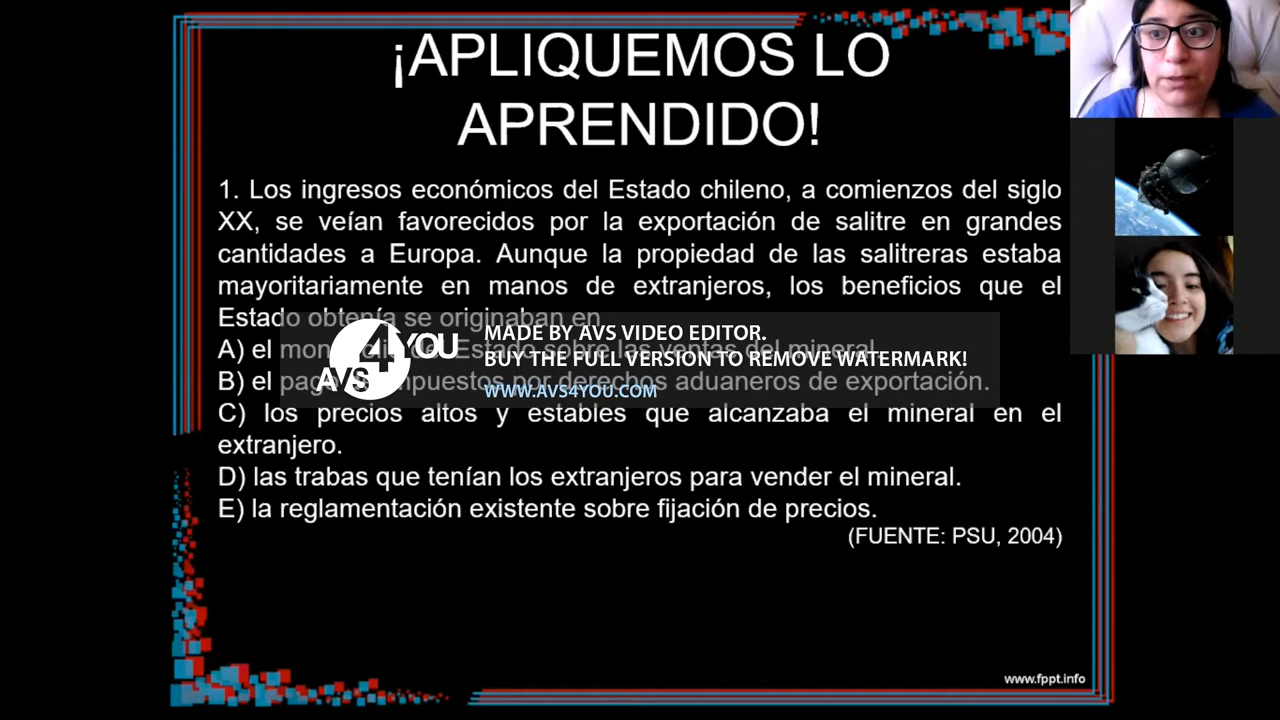 ¡APLIQUEMOS LO
APRENDIDO!
1. Los ingresos económicos del Estado chileno, a comienzos del siglo
XX, se veían favorecidos por la exportación de salitre en grandes
cantidades a Europa. Aunque la propiedad de las salitreras estaba
mayoritariamente en manos de extranjeros, los beneficios que el
Estado obtenía se originaban en
A) el monopolio del Estado sobre las ventas del mineral.
B) el pago de impuestos por derechos aduaneros de exportación.
C) los precios altos y estables que alcanzaba el mineral en el
extranjero.
D) las trabas que tenían los extranjeros para vender el mineral.
E) la reglamentación existente sobre fijación de precios.
(FUENTE: PSU, 2004)
AVS4YOU
MADE BY AVS VIDEO EDITOR.
BUY THE FULL VERSION TO REMOVE WATERMARK!
WWW.AVS4YOU.COM
www.fppt.info